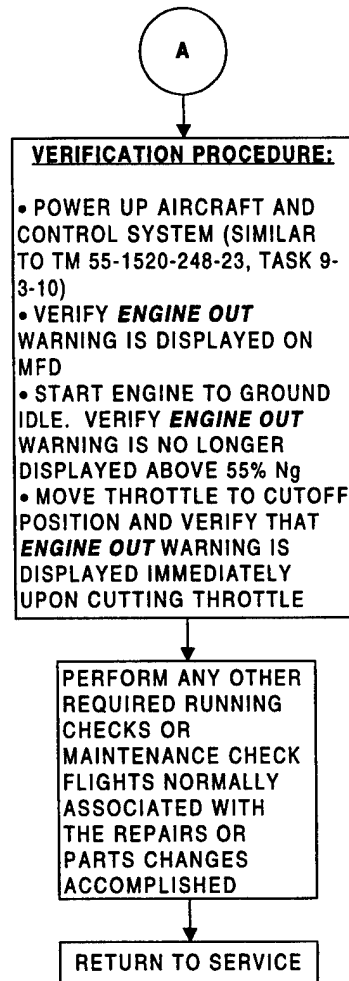 A
VERIFICATION PROCEDURE:
• POWER UP AIRCRAFT AND
CONTROL SYSTEM (SIMILAR
TO TM 55-1520-248-23, TASK 9-
3-10)
• VERIFY ENGINE OUT
WARNING IS DISPLAYED ON
MFD
• START ENGINE TO GROUND
IDLE. VERIFY ENGINE OUT
WARNING IS NO LONGER
DISPLAYED ABOVE 55% Ng
• MOVE THROTTLE TO CUTOFF
POSITION AND VERIFY THAT
ENGINE OUT WARNING IS
DISPLAYED IMMEDIATELY
UPON CUTTING THROTTLE
PERFORM ANY OTHER
REQUIRED RUNNING
CHECKS OR
MAINTENANCE CHECK
FLIGHTS NORMALLY
ASSOCIATED WITH
THE REPAIRS OR
PARTS CHANGES
ACCOMPLISHED
RETURN TO SERVICE